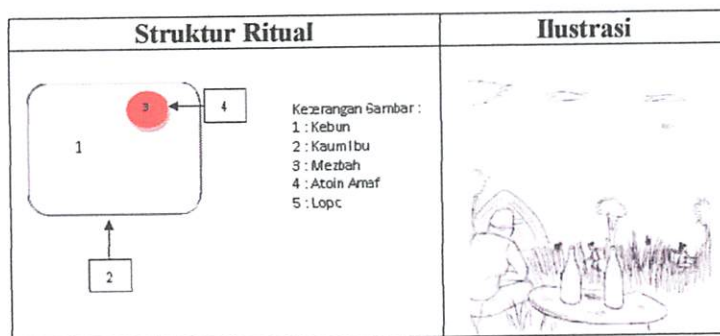 Struktur Ritual
Ilustrasi
3
4
1
2
Keterangan Gambar :
1 : Kebun
2 : Kaum Ibu
3 : Mezbah
4 : Atoin Amaf
5 : Lopo